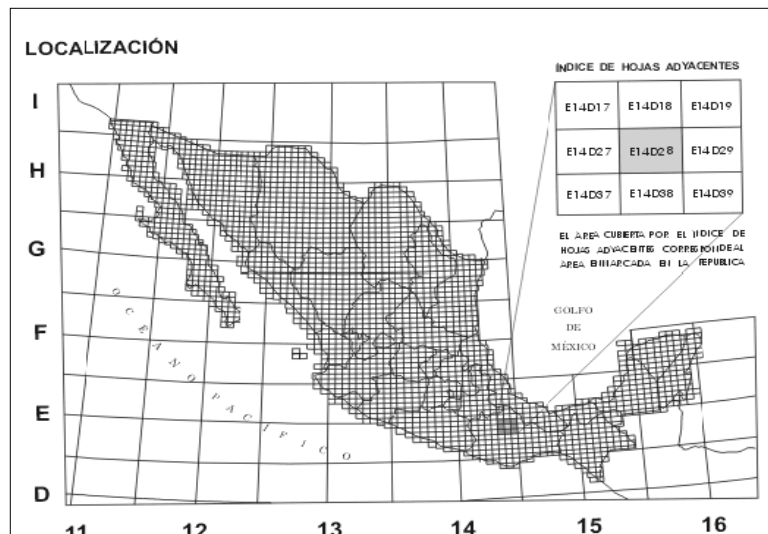 LOCALIZACIÓN
ÍNDICE DE HOJAS ADYACENTES
E14D17 E14D18 E14D19
E14D27 E14D28 E14D29
E14D37 E14D38 E14D39
EL ÁREA CUBIERTA POR EL ÍNDICE DE
HOJAS ADYACENTES CORRESPONDE AL
ÁREA ENMARCADA EN LA REPÚBLICA
I
H
G
F
E
D
GOLFO
DE
MÉXICO
OCEANO PACIFICO
11 12 13 14 15 16